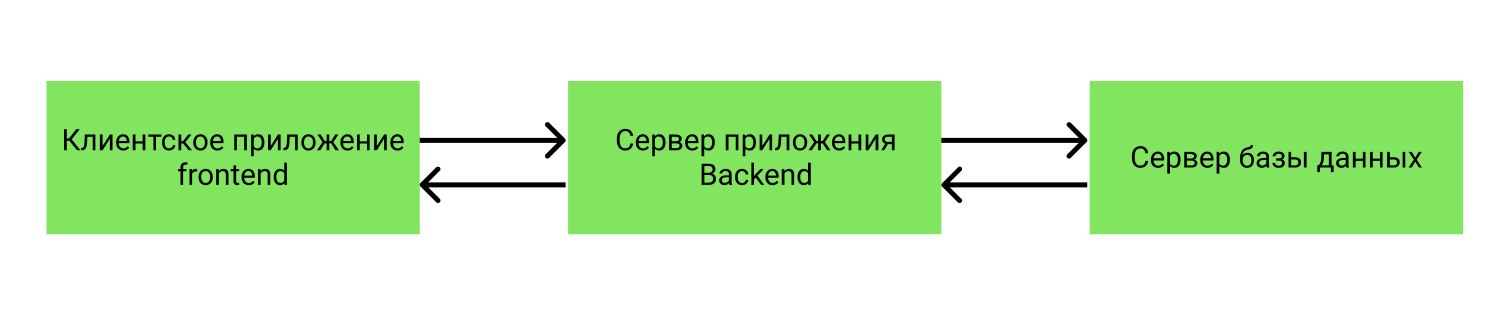 Клиентское приложение
frontend
Сервер приложения
Backend
Сервер базы данных